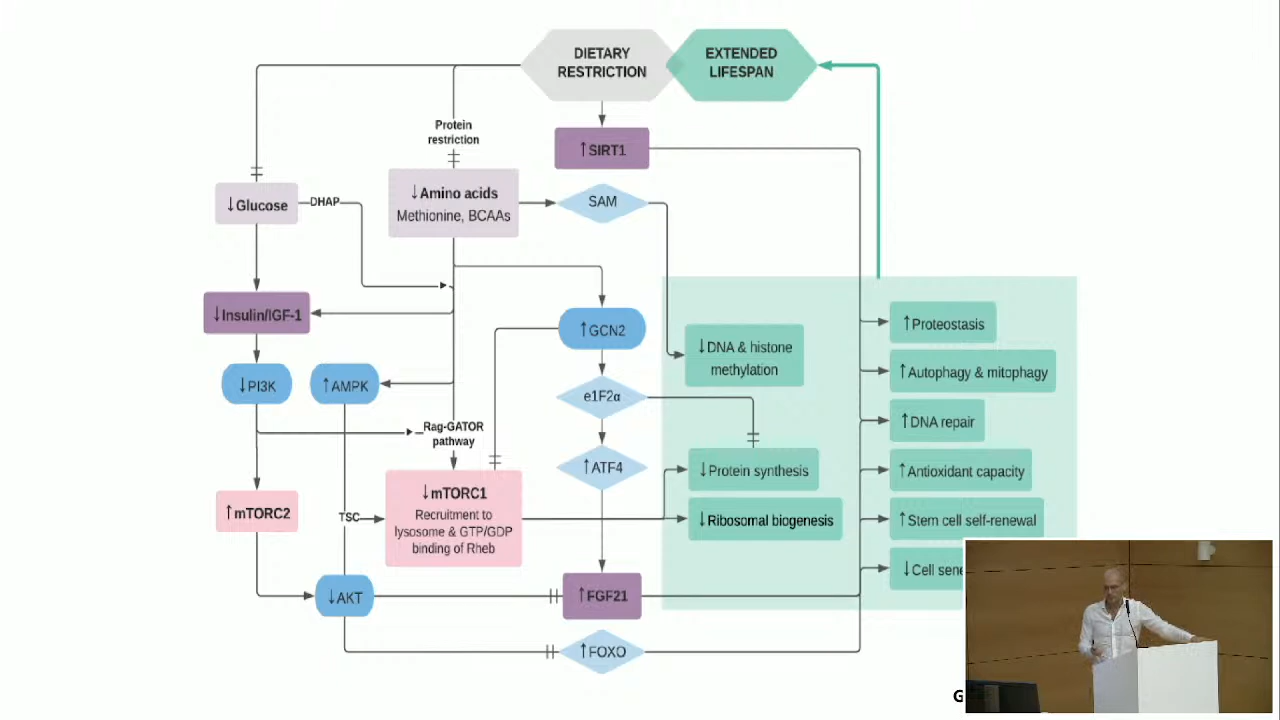 DIETARY
RESTRICTION
EXTENDED
LIFESPAN
Protein
restriction
↑SIRT1
↓Glucose
DHAP
↓Amino acids
Methionine, BCAAs
SAM
↓Insulin/IGF-1
↑GCN2
↓DNA & histone
methylation
↑Proteostasis
↓PI3K
↑AMPK
e1F2α
↑Autophagy & mitophagy
Rag-GATOR
pathway
↑DNA repair
↑ATF4
↓Protein synthesis
↑Antioxidant capacity
↑mTORC2
TSC
↓mTORC1
Recruitment to
lysosome & GTP/GDP
binding of Rheb
↓Ribosomal biogenesis
↑Stem cell self-renewal
↓Cell
↓AKT
↑FGF21
↑FOXO